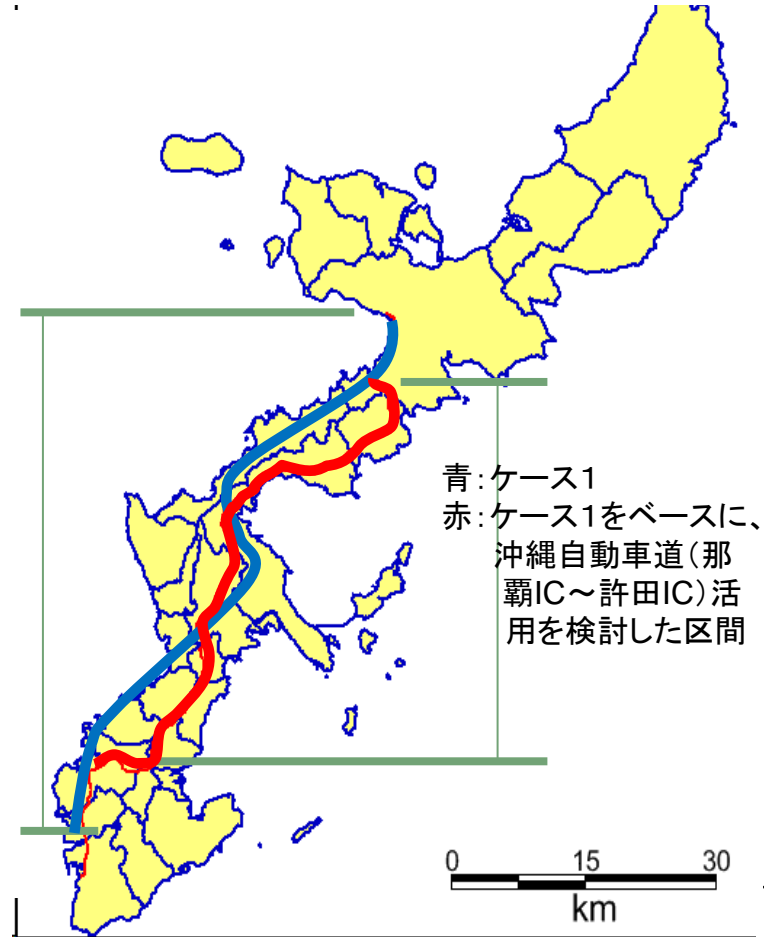 青：ケース1
赤：ケース1をベースに、
沖縄自動車道（那
覇IC～許田IC）活
用を検討した区間
0 15 30
km